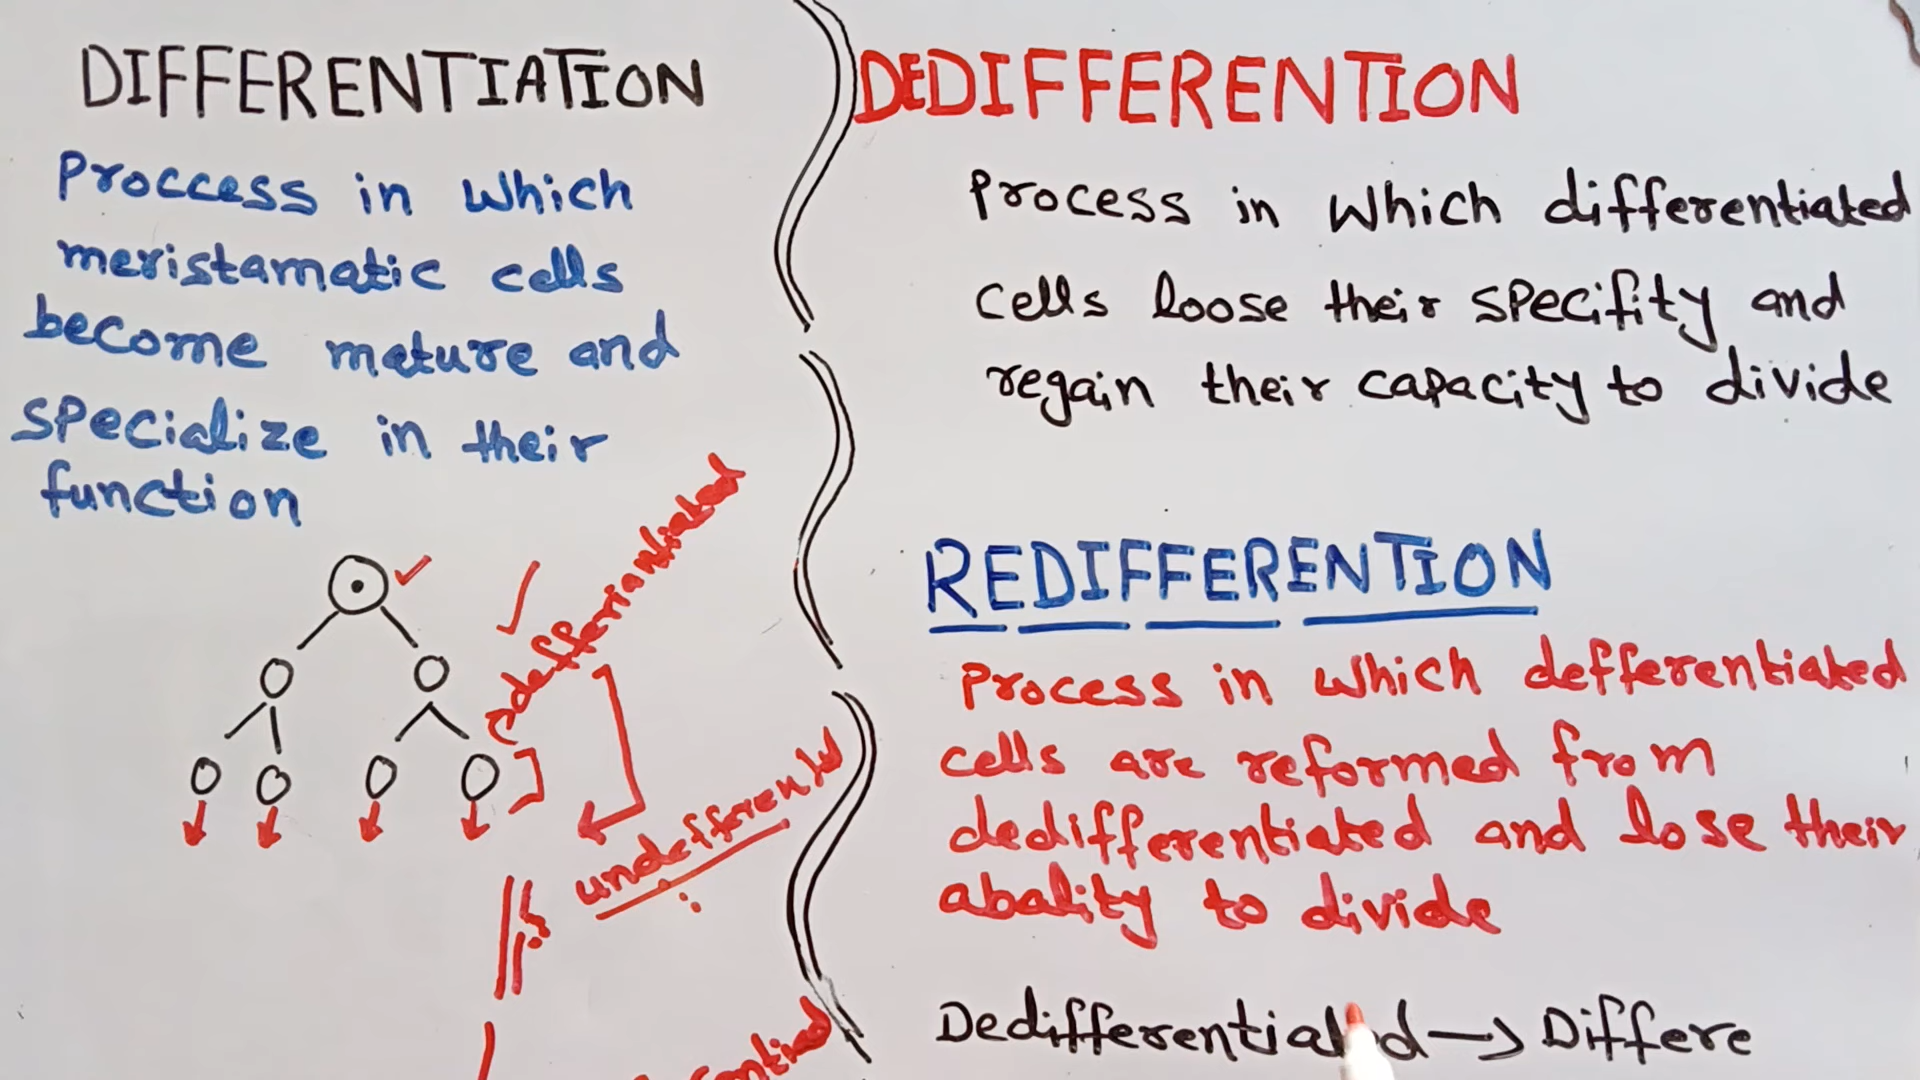 DIFFERENTIATION
Proccess in which
meristamatic cells
become mature and
specialize in their
function
undefferented
DEDIFFERENTION
Process in which differentiated
cells loose their specifity and
regain their capacity to divide
REDIFFERENTION
Process in which defferentiated
cells are reformed from
dedifferentiated and lose their
abality to divide
Dedifferentiated → Differe